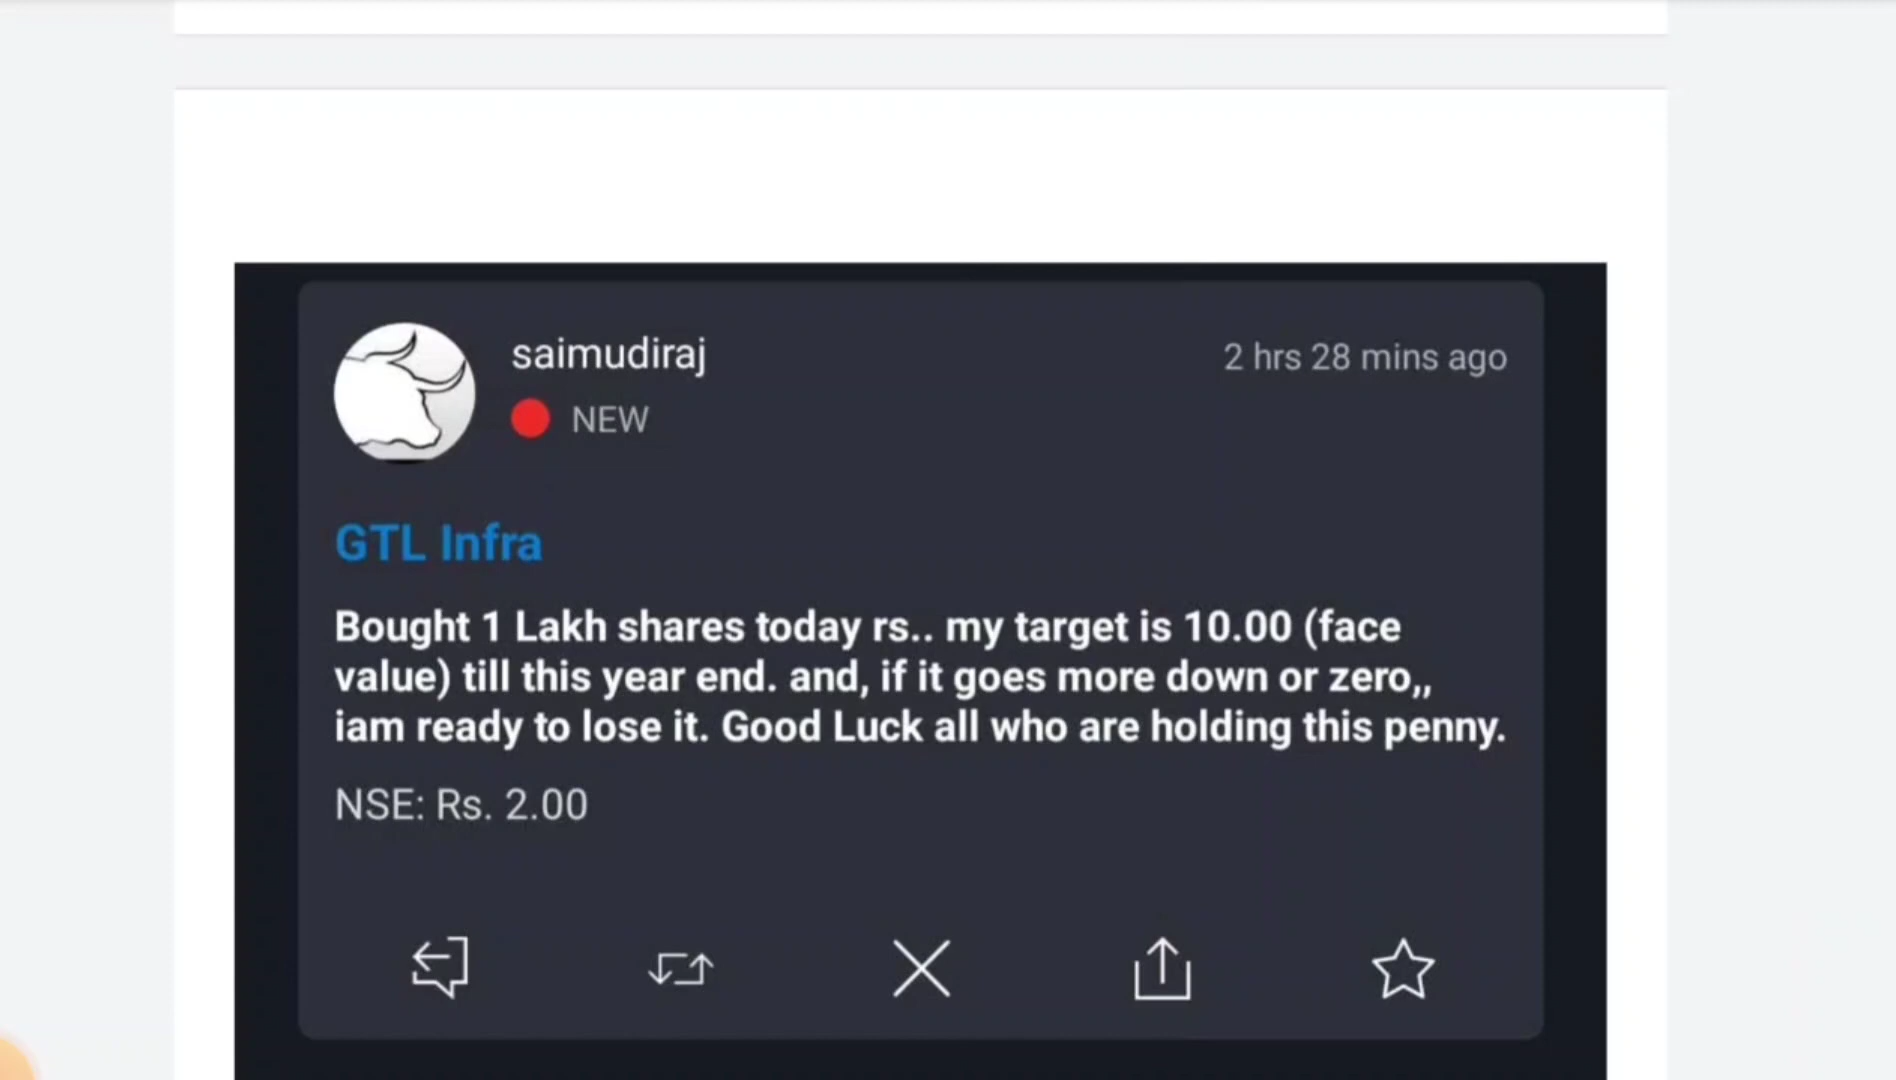 saimudiraj
2 hrs 28 mins ago
NEW
GTL Infra
Bought 1 Lakh shares today rs.. my target is 10.00 (face
value) till this year end. and, if it goes more down or zero,,
iam ready to lose it. Good Luck all who are holding this penny.
NSE: Rs. 2.00